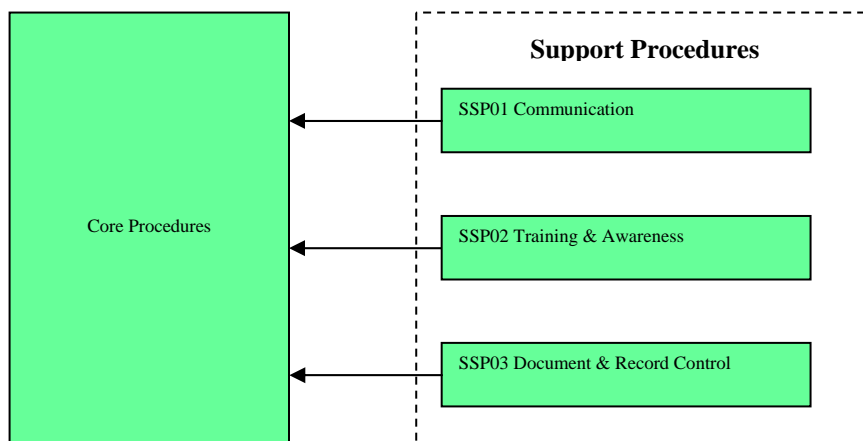 Support Procedures
SSP01 Communication
Core Procedures
SSP02 Training & Awareness
SSP03 Document & Record Control